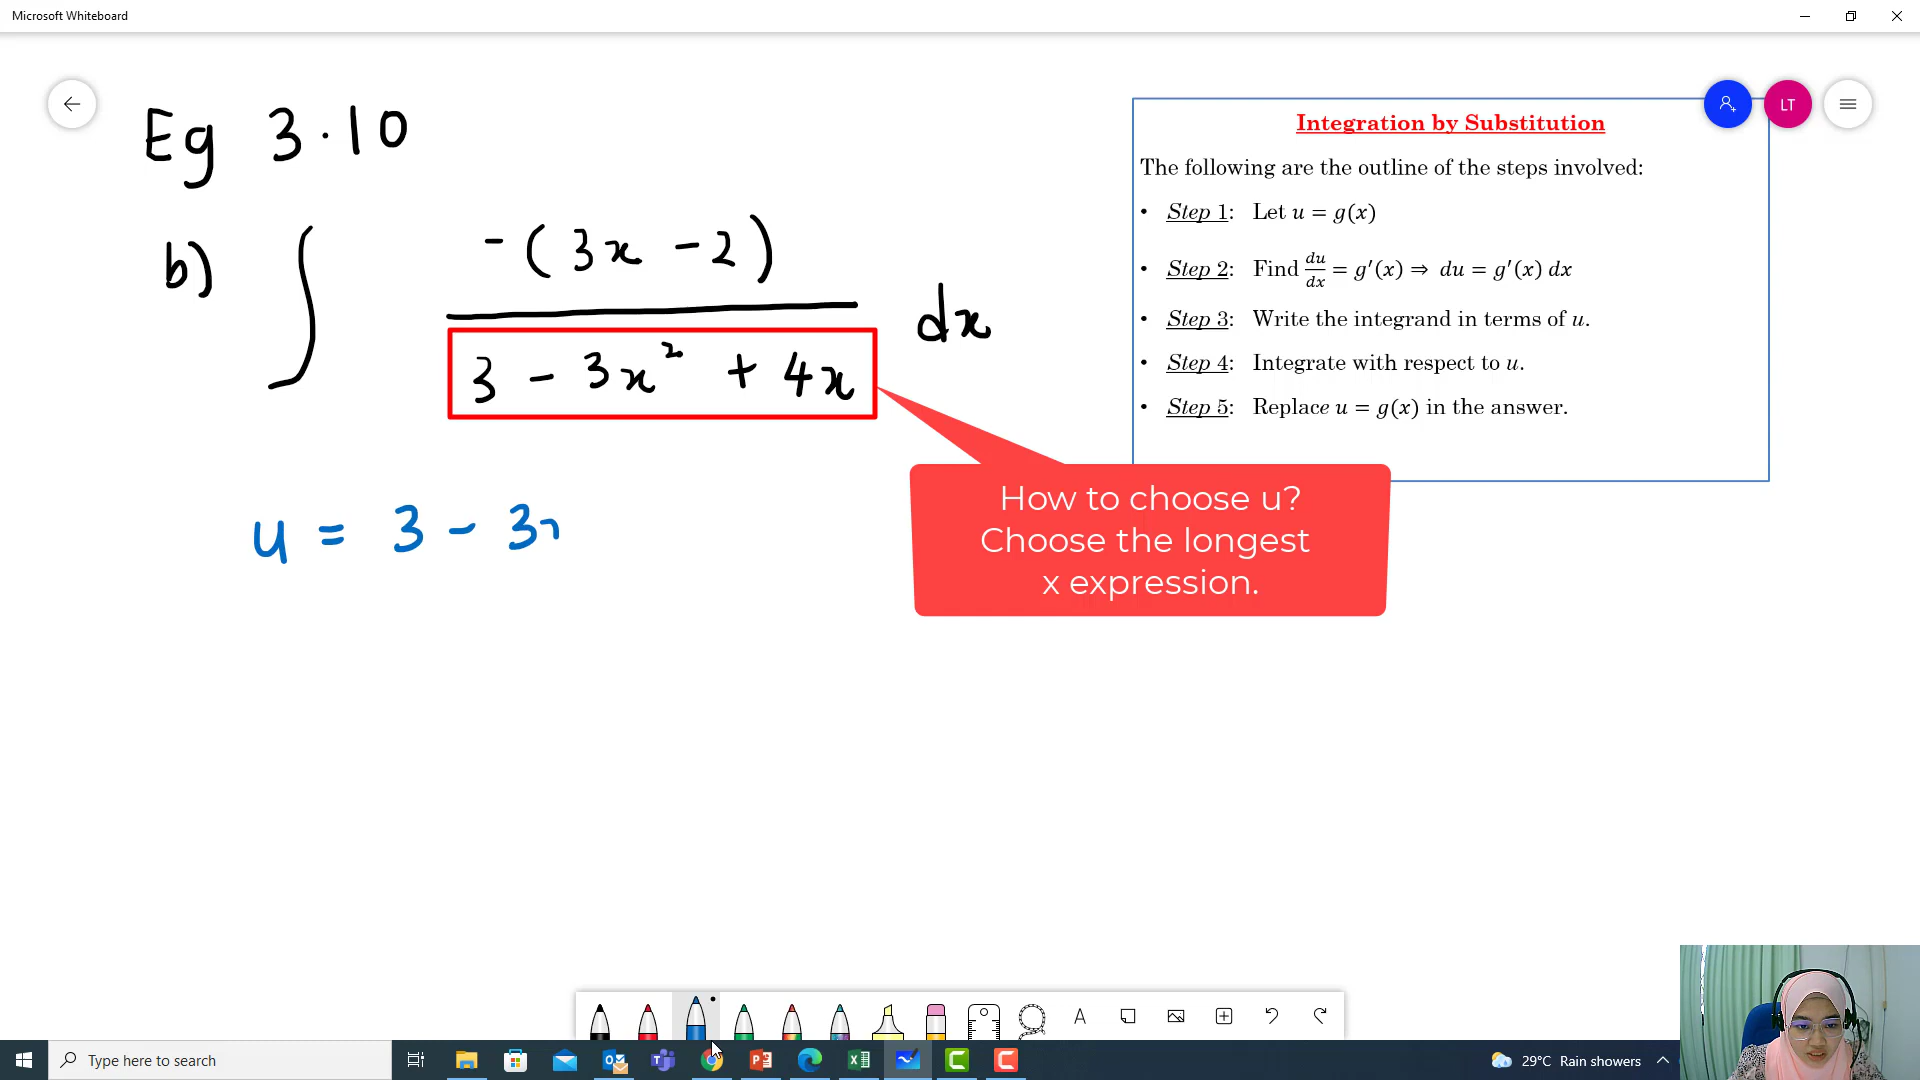 Microsoft Whiteboard
Eg 3.10
b) ∫ -(3x - 2) / 3 - 3x² + 4x dx
u = 3 - 3
Integration by Substitution
LT
The following are the outline of the steps involved:
• Step 1: Let u = g(x)
• Step 2: Find du/dx = g′(x) ⇒ du = g′(x) dx
• Step 3: Write the integrand in terms of u.
• Step 4: Integrate with respect to u.
• Step 5: Replace u = g(x) in the answer.
How to choose u?
Choose the longest
x expression.
A
Type here to search
29°C Rain showers